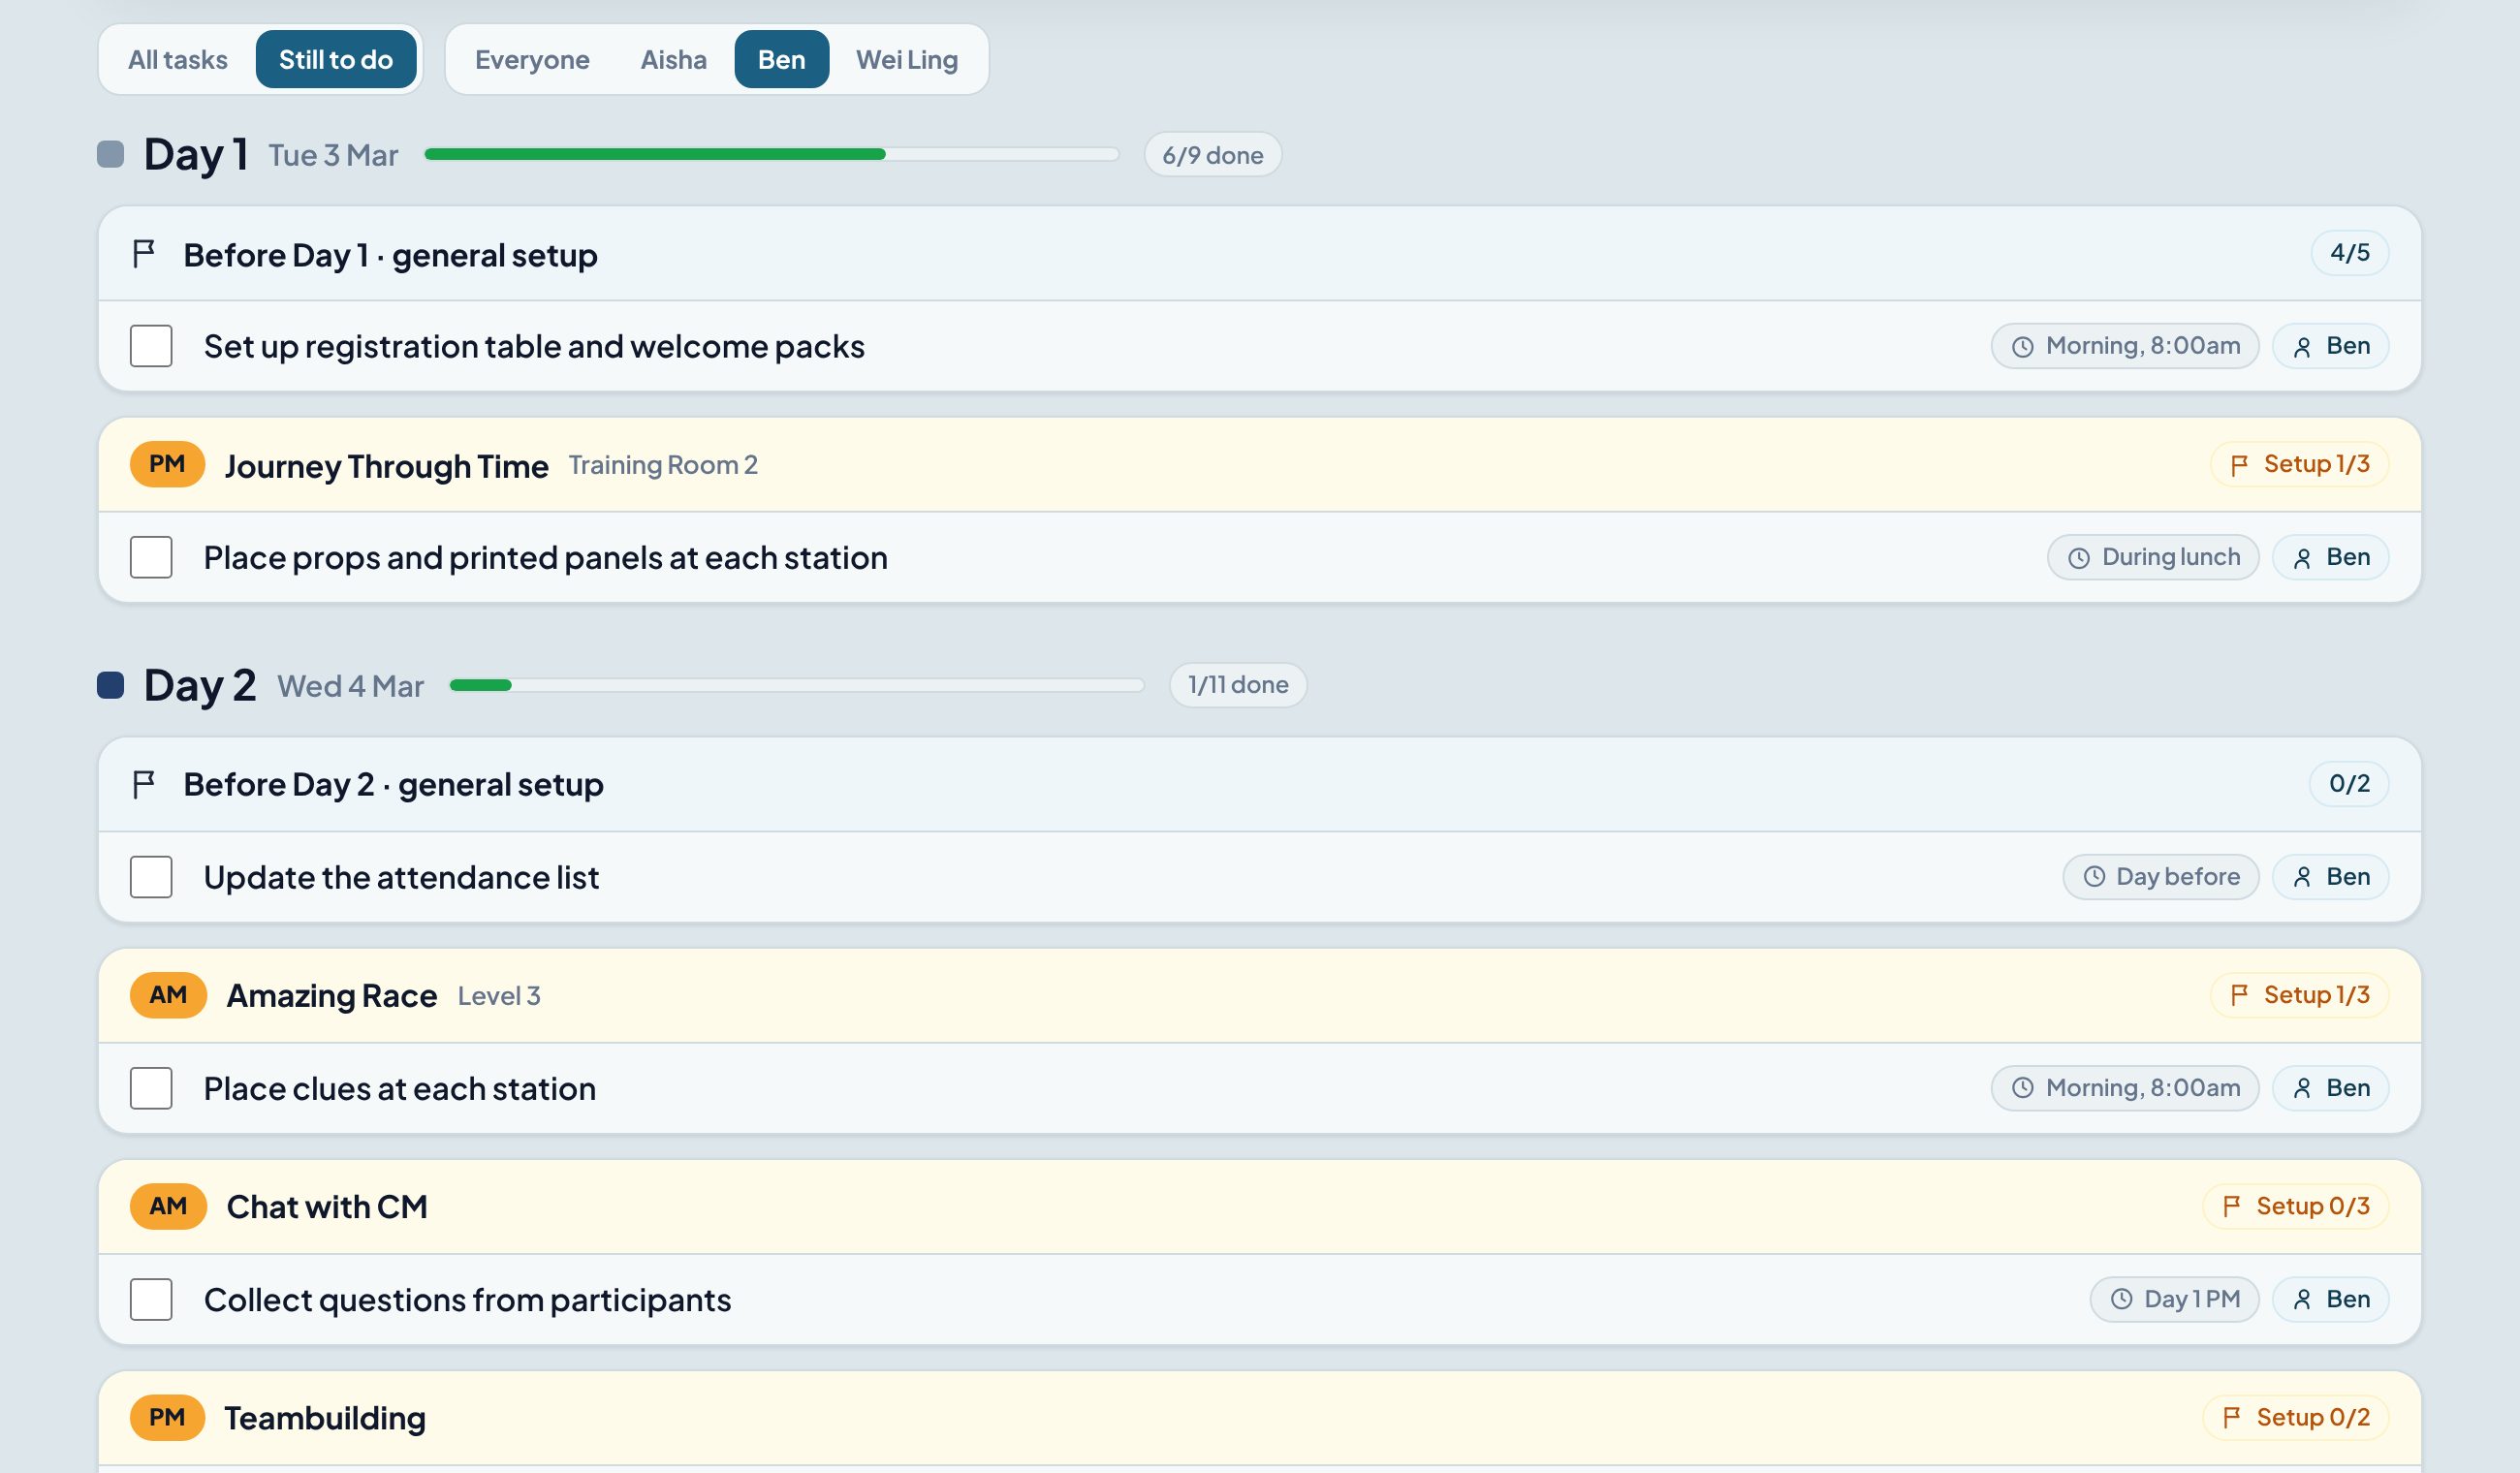 All tasks Still to do Everyone Aisha Ben Wei Ling
Day 1 Tue 3 Mar 6/9 done
Before Day 1 · general setup 4/5
Set up registration table and welcome packs Morning, 8:00am Ben
PM Journey Through Time Training Room 2 Setup 1/3
Place props and printed panels at each station During lunch Ben
Day 2 Wed 4 Mar 1/11 done
Before Day 2 · general setup 0/2
Update the attendance list Day before Ben
AM Amazing Race Level 3 Setup 1/3
Place clues at each station Morning, 8:00am Ben
AM Chat with CM Setup 0/3
Collect questions from participants Day 1 PM Ben
PM Teambuilding Setup 0/2